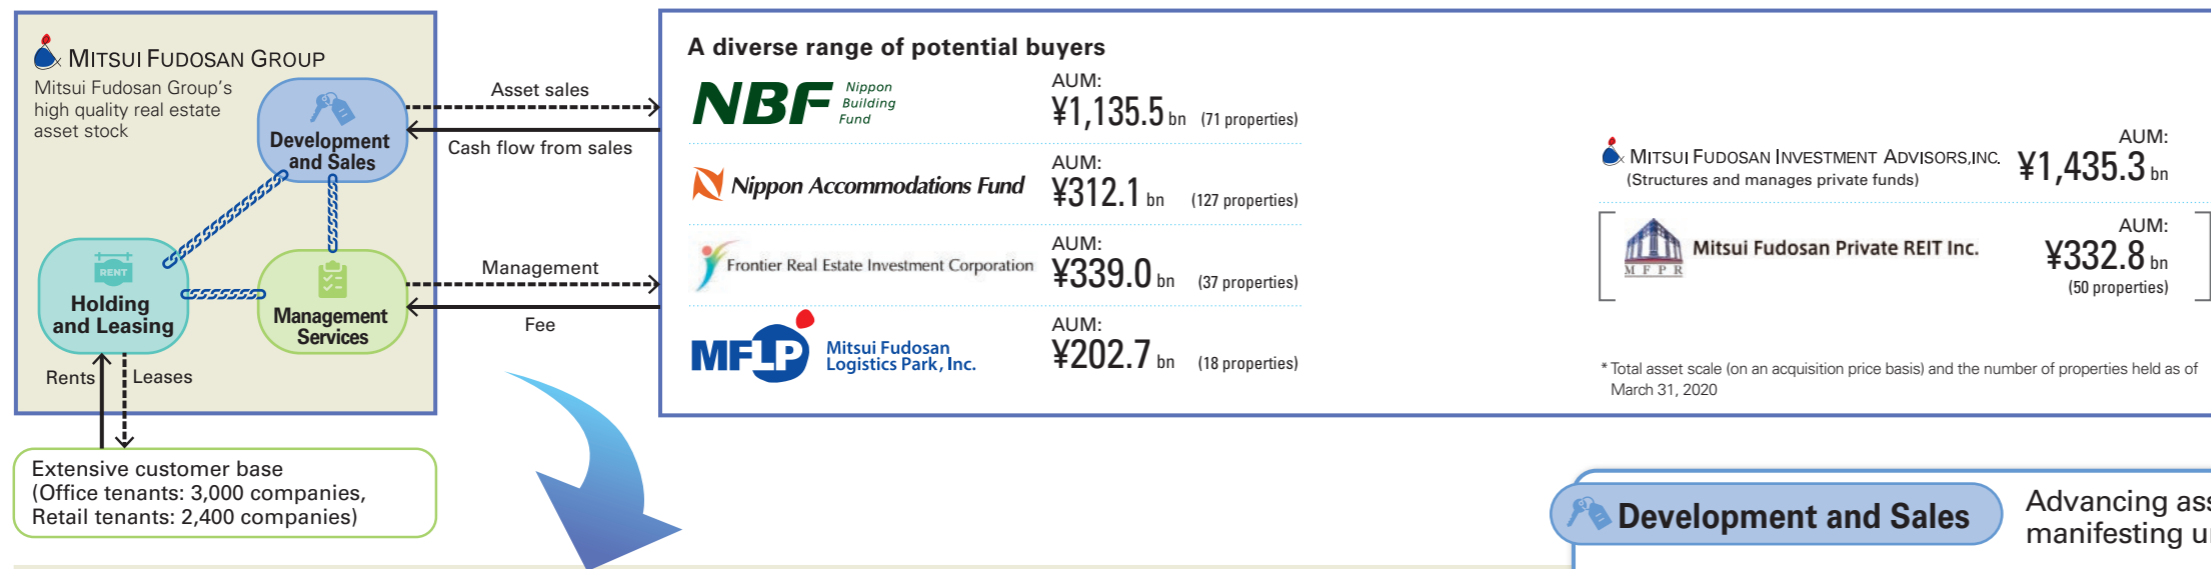 MITSUI FUDOSAN GROUP
Mitsui Fudosan Group's
high quality real estate
asset stock
Development
and Sales
RENT
Holding
and Leasing
Management
Services
Rents
Leases
Extensive customer base
(Office tenants: 3,000 companies,
Retail tenants: 2,400 companies)
Asset sales
Cash flow from sales
Management
Fee
A diverse range of potential buyers
NBF
Nippon
Building
Fund
AUM:
¥1,135.5 bn (71 properties)
Nippon Accommodations Fund
AUM:
¥312.1 bn (127 properties)
Frontier Real Estate Investment Corporation
AUM:
¥339.0 bn (37 properties)
MFLP
Mitsui Fudosan
Logistics Park, Inc.
AUM:
¥202.7 bn (18 properties)
MITSUI FUDOSAN INVESTMENT ADVISORS,INC.
(Structures and manages private funds)
AUM:
¥1,435.3 bn
MFPR
Mitsui Fudosan Private REIT Inc.
AUM:
¥332.8 bn
(50 properties)
* Total asset scale (on an acquisition price basis) and the number of properties held as of
March 31, 2020
Development and Sales
Advancing
manifesting